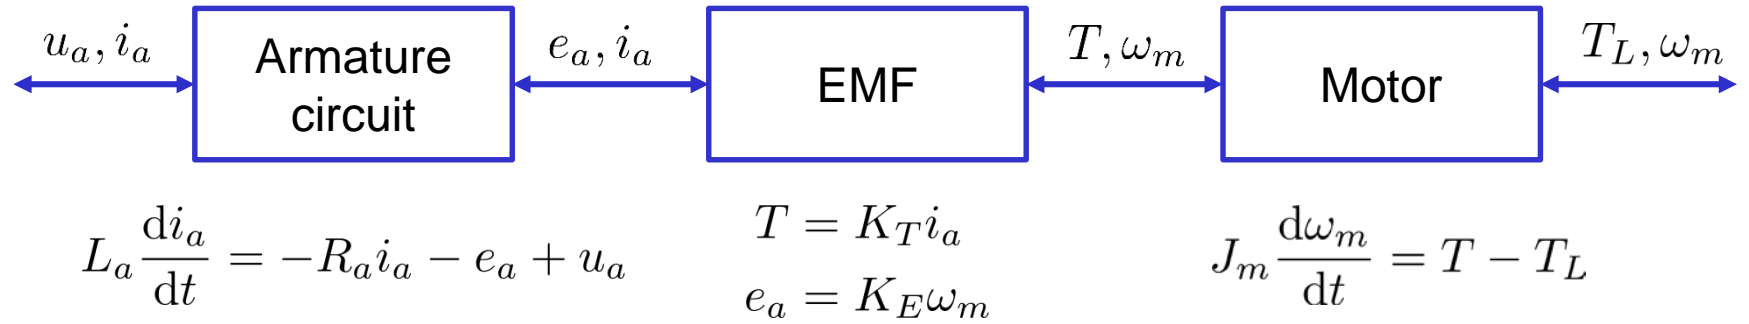 u_a, i_a
Armature
circuit
e_a, i_a
EMF
T, ω_m
Motor
T_L, ω_m
L_a di_a/dt = −R_a i_a − e_a + u_a
T = K_T i_a
e_a = K_E ω_m
J_m dω_m/dt = T − T_L